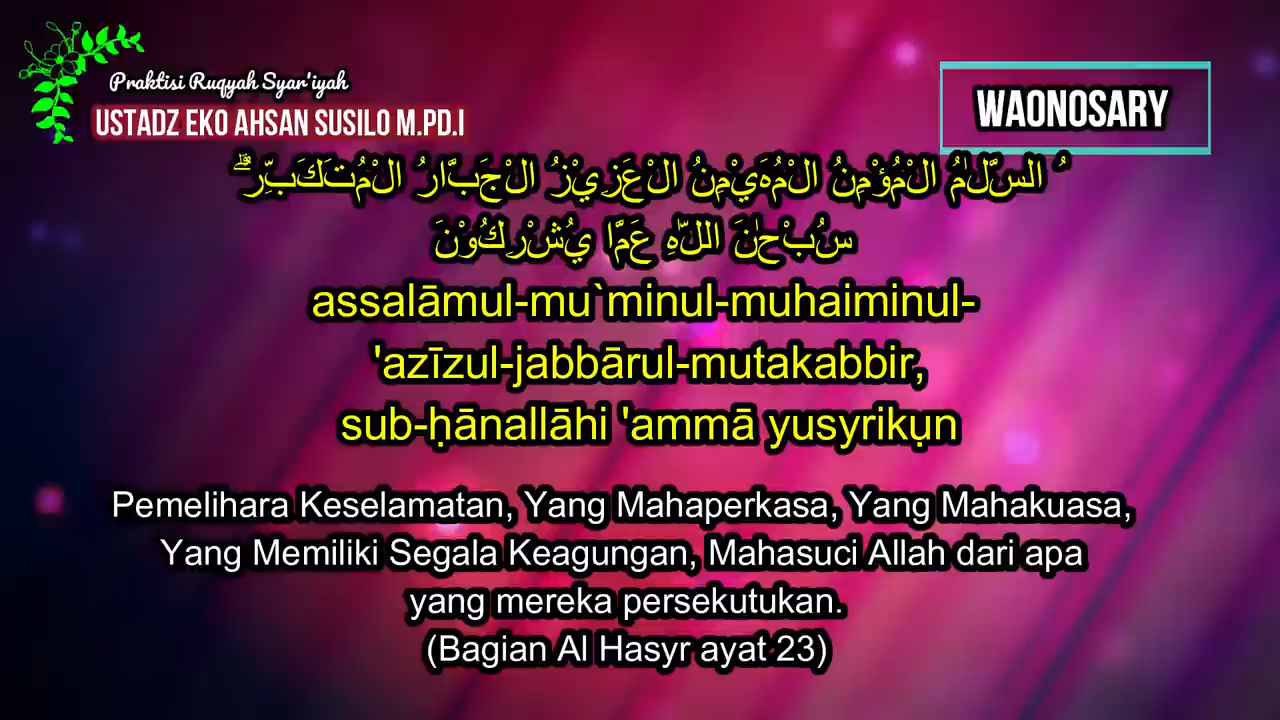 Praktisi Ruqyah Syar'iyah
USTADZ EKO AHSAN SUSILO M.PD.I
WAONOSARY
ُ السَّلٰمُ الْمُؤْمِنُ الْمُهَيْمِنُ الْعَزِيْزُ الْجَبَّارُ الْمُتَكَبِّرُ ۗ
سُبْحٰنَ اللّٰهِ عَمَّا يُشْرِكُوْنَ
assalāmul-mu`minul-muhaiminul-
'azīzul-jabbārul-mutakabbir,
sub-ḥānallāhi 'ammā yusyrikụn
Pemelihara Keselamatan, Yang Mahaperkasa, Yang Mahakuasa,
Yang Memiliki Segala Keagungan, Mahasuci Allah dari apa
yang mereka persekutukan.
(Bagian Al Hasyr ayat 23)